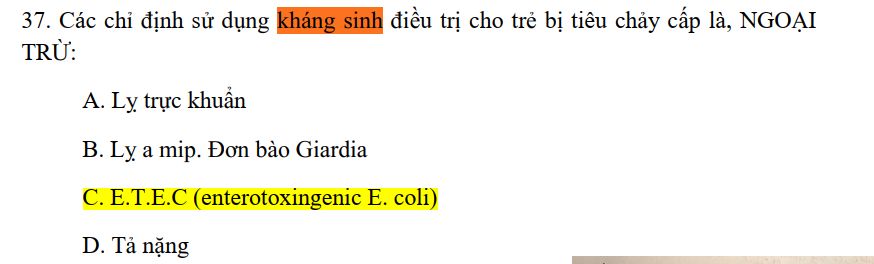 37. Các chỉ định sử dụng kháng sinh điều trị cho trẻ bị tiêu chảy cấp là, NGOẠI
TRỪ:
A. Lỵ trực khuẩn
B. Lỵ a mip. Đơn bào Giardia
C. E.T.E.C (enterotoxingenic E. coli)
D. Tả nặng